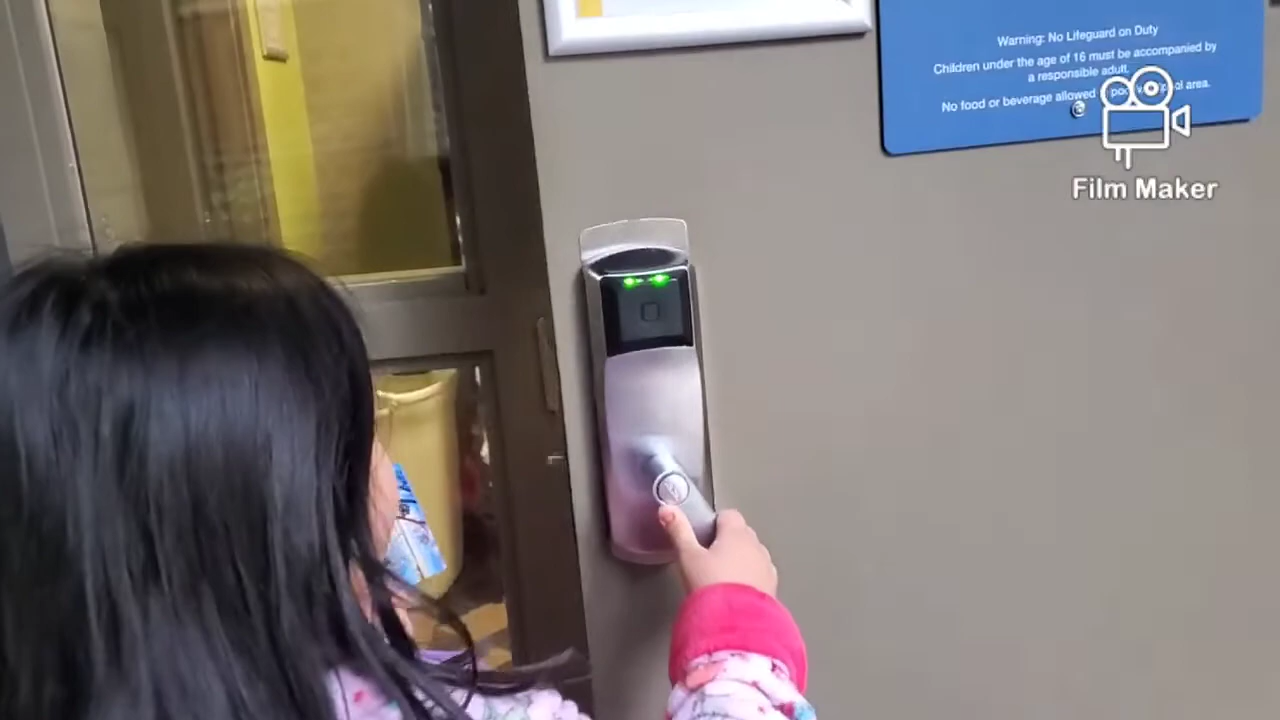 Warning: No Lifeguard on Duty
Children under the age of 16 must be accompanied by
a responsible adult.
No food or beverage allowed area.
Film Maker